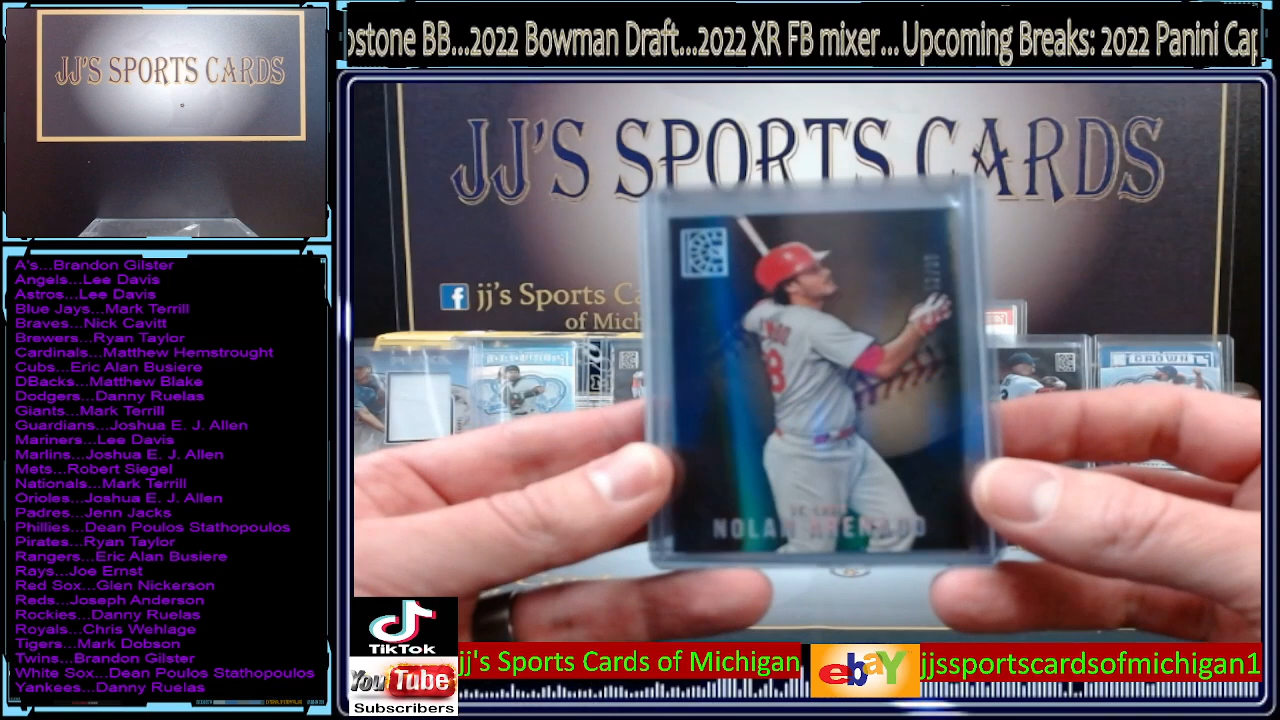 JJ'S SPORTS CARDS
ostone BB...2022 Bowman Draft...2022 XR FB mixer... Upcoming Breaks: 2022 Panini Cap
JJ'S SPORTS CARDS
f jj's Sports Ca
of Mich
CROWN
ST. LOUIS
NOLAN ARENADO
A's...Brandon Gilster
Angels...Lee Davis
Astros...Lee Davis
Blue Jays...Mark Terrill
Braves...Nick Cavitt
Brewers...Ryan Taylor
Cardinals...Matthew Hemstrought
Cubs...Eric Alan Busiere
DBacks...Matthew Blake
Dodgers...Danny Ruelas
Giants...Mark Terrill
Guardians...Joshua E. J. Allen
Mariners...Lee Davis
Marlins...Joshua E. J. Allen
Mets...Robert Siegel
Nationals...Mark Terrill
Orioles...Joshua E. J. Allen
Padres...Jenn Jacks
Phillies...Dean Poulos Stathopoulos
Pirates...Ryan Taylor
Rangers...Eric Alan Busiere
Rays...Joe Ernst
Red Sox...Glen Nickerson
Reds...Joseph Anderson
Rockies...Danny Ruelas
Royals...Chris Wehlage
Tigers...Mark Dobson
Twins...Brandon Gilster
White Sox...Dean Poulos Stathopoulos
Yankees...Danny Ruelas
TikTok
YouTube
Subscribers
jj's Sports Cards of Michigan
ebay
jjssportscardsofmichigan1